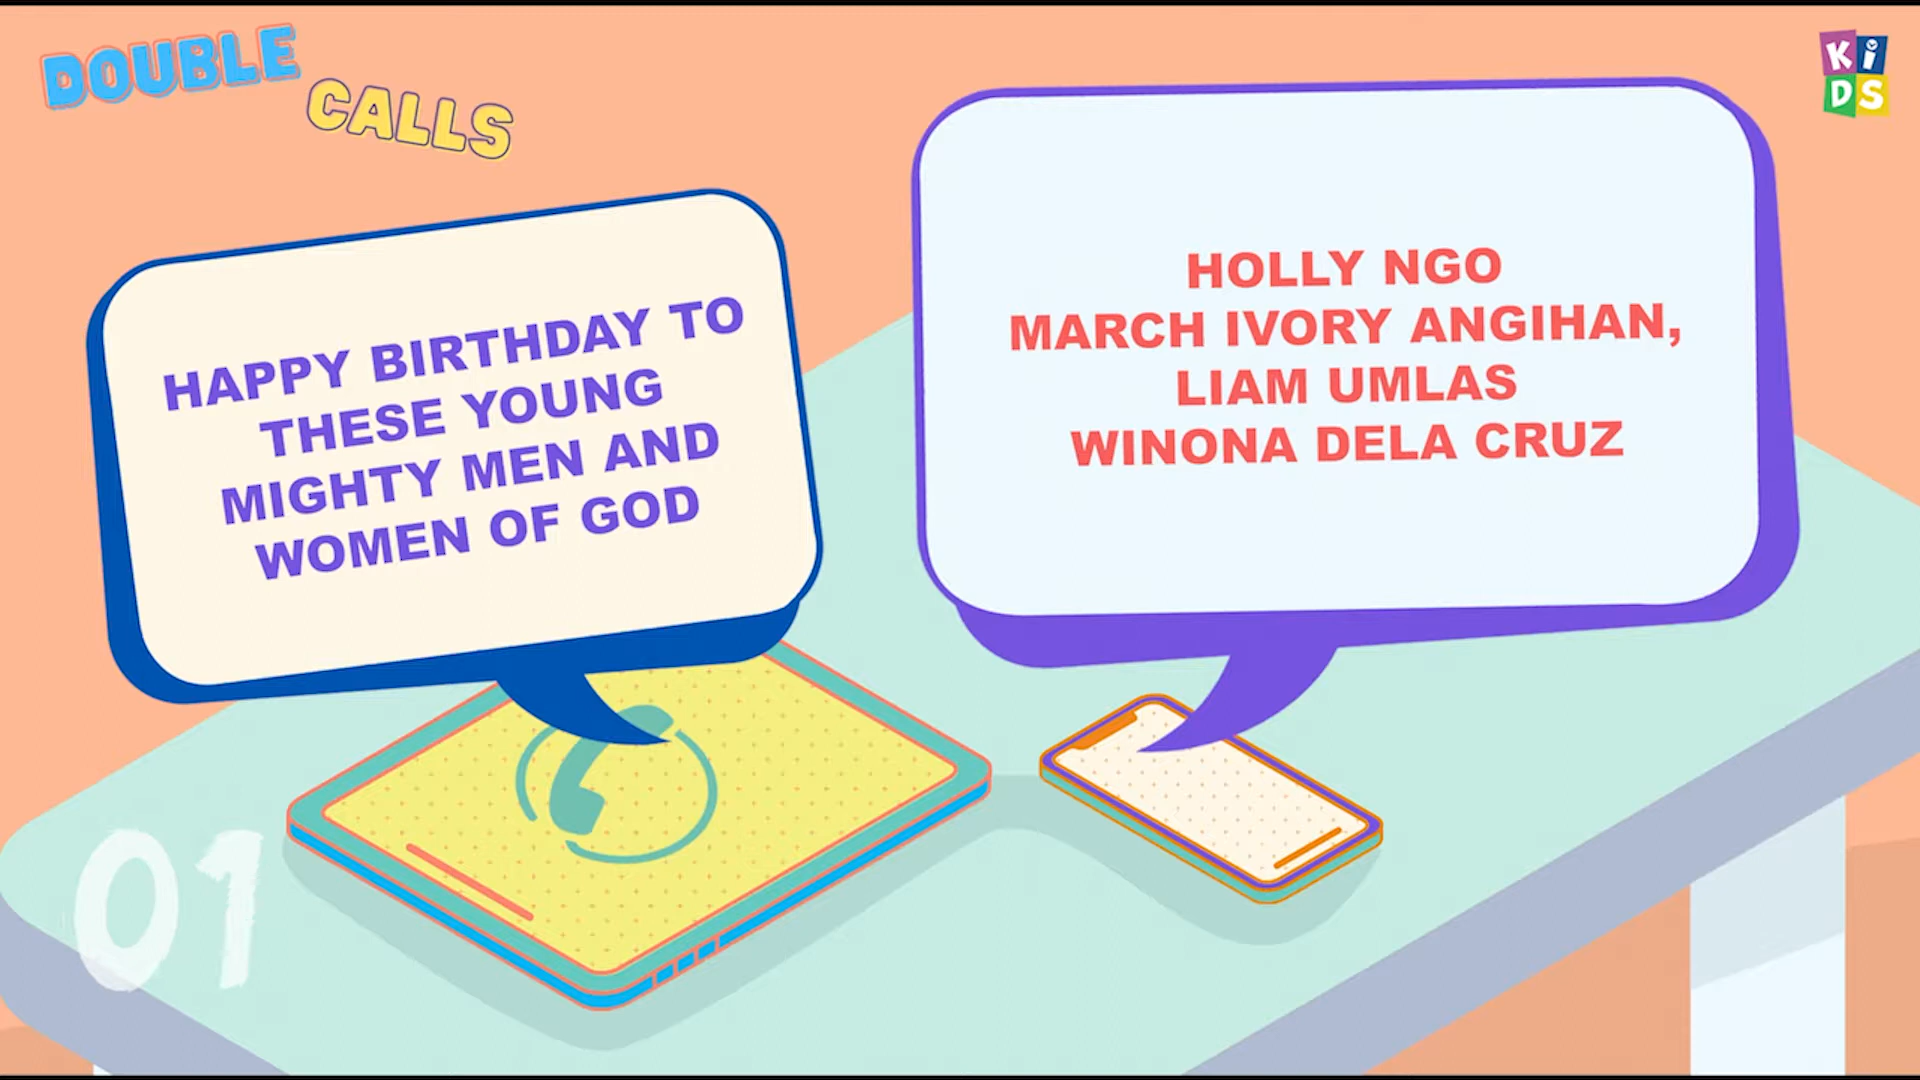 DOUBLE
CALLS
KiDS
HAPPY BIRTHDAY TO
THESE YOUNG
MIGHTY MEN AND
WOMEN OF GOD
HOLLY NGO
MARCH IVORY ANGIHAN,
LIAM UMLAS
WINONA DELA CRUZ
01